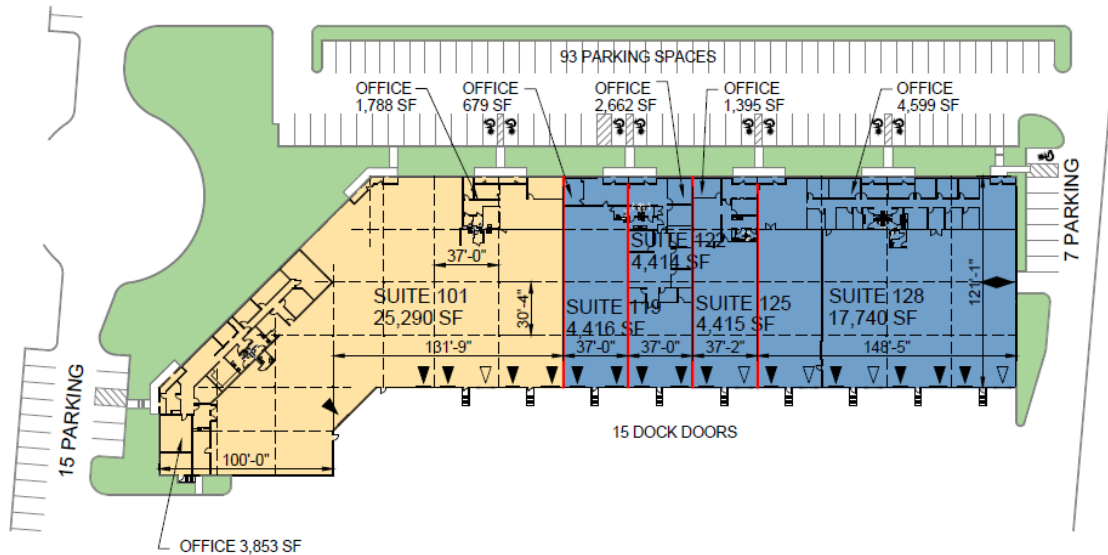 93 PARKING SPACES
OFFICE
1,788 SF
OFFICE
679 SF
OFFICE
2,662 SF
OFFICE
1,395 SF
OFFICE
4,599 SF
7 PARKING
37'-0"
SUITE 101
25,290 SF
30'-4"
SUITE 119
4,416 SF
SUITE 122
4,414 SF
SUITE 125
4,415 SF
SUITE 128
17,740 SF
121'-1"
131'-9"
37'-0"
37'-0"
37'-2"
148'-5"
15 DOCK DOORS
15 PARKING
100'-0"
OFFICE 3,853 SF